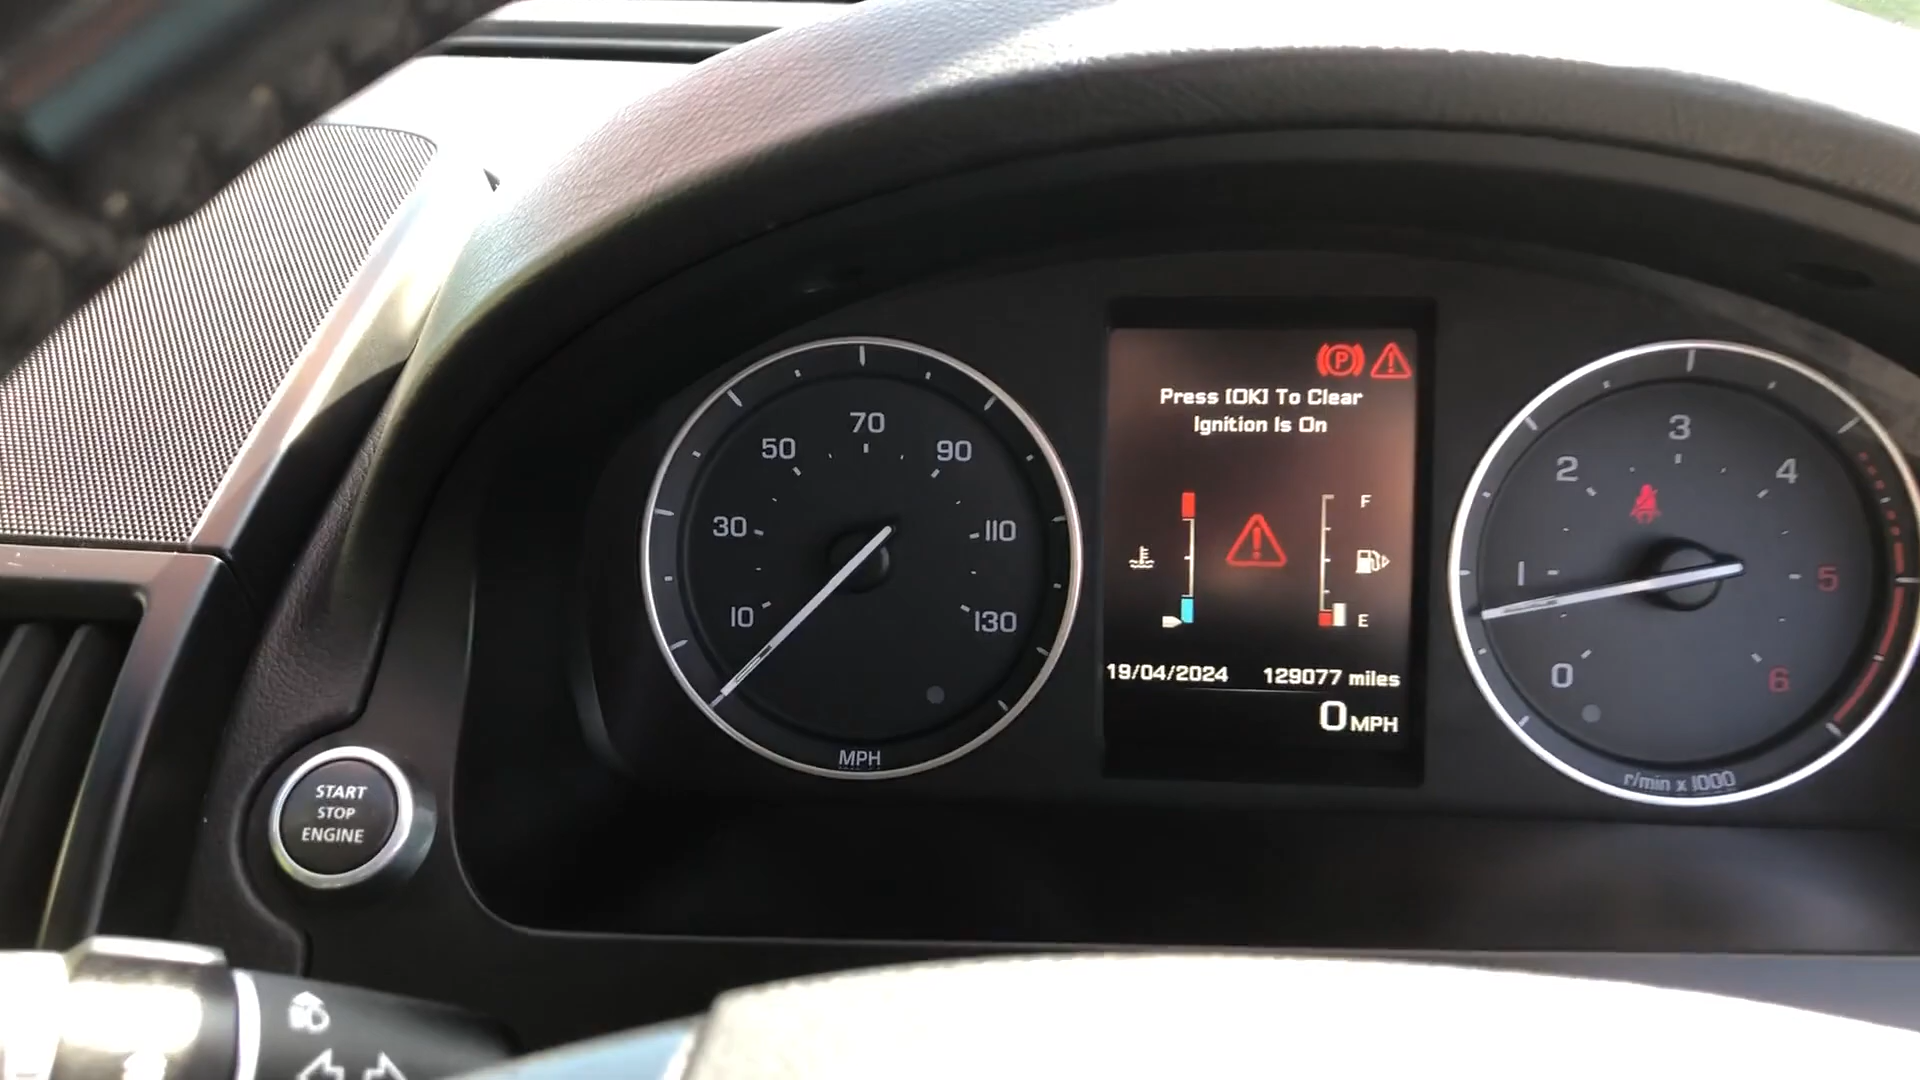 70
50
90
30
110
10
130
MPH
START
STOP
ENGINE
P
Press [OK] To Clear
Ignition Is On
F
E
19/04/2024 129077 miles
0 MPH
3
2
4
1
5
0
6
r/min x 1000